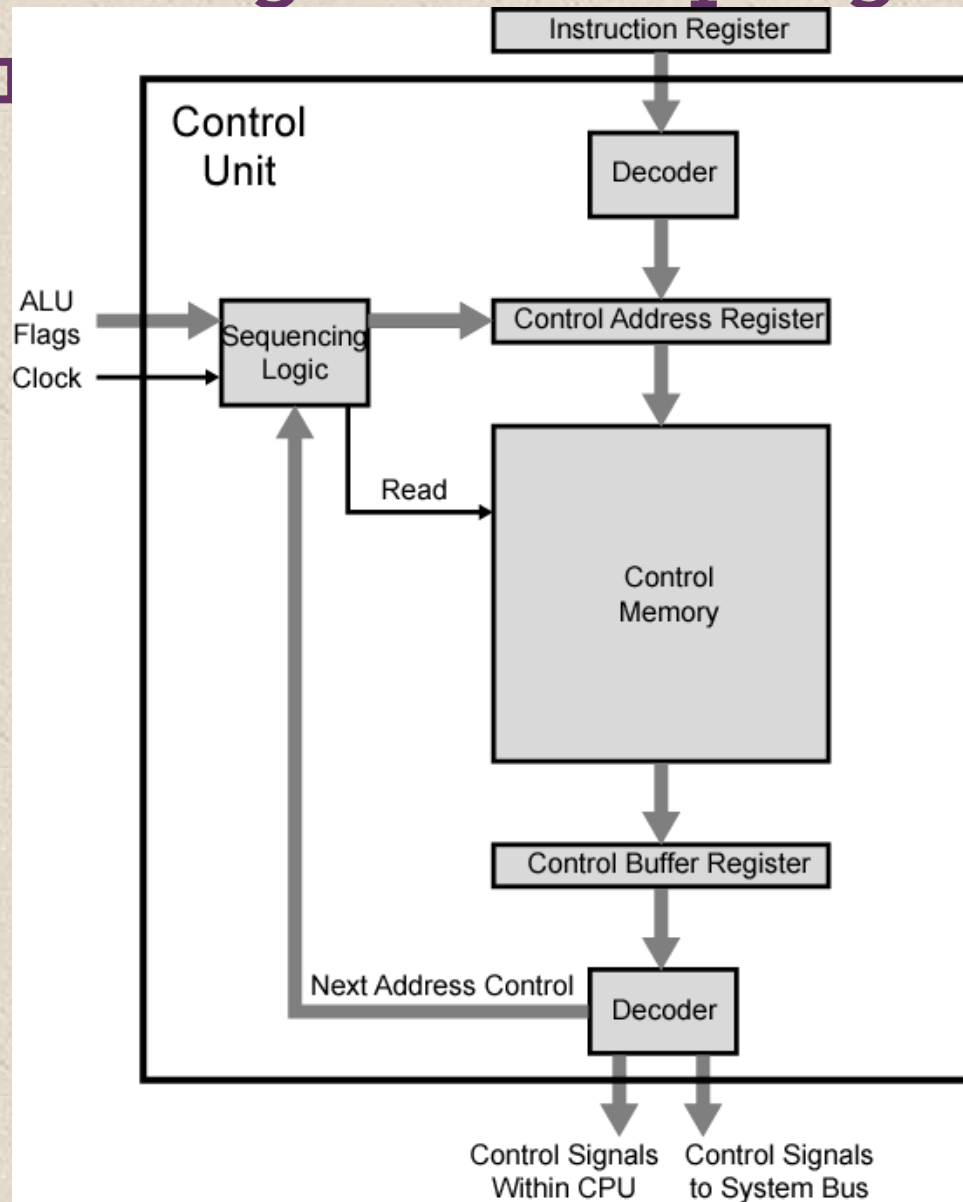 Instruction Register
Control
Unit
Decoder
ALU
Flags
Clock
Sequencing
Logic
Control Address Register
Read
Control
Memory
Control Buffer Register
Next Address Control
Decoder
Control Signals
Within CPU
Control Signals
to System Bus